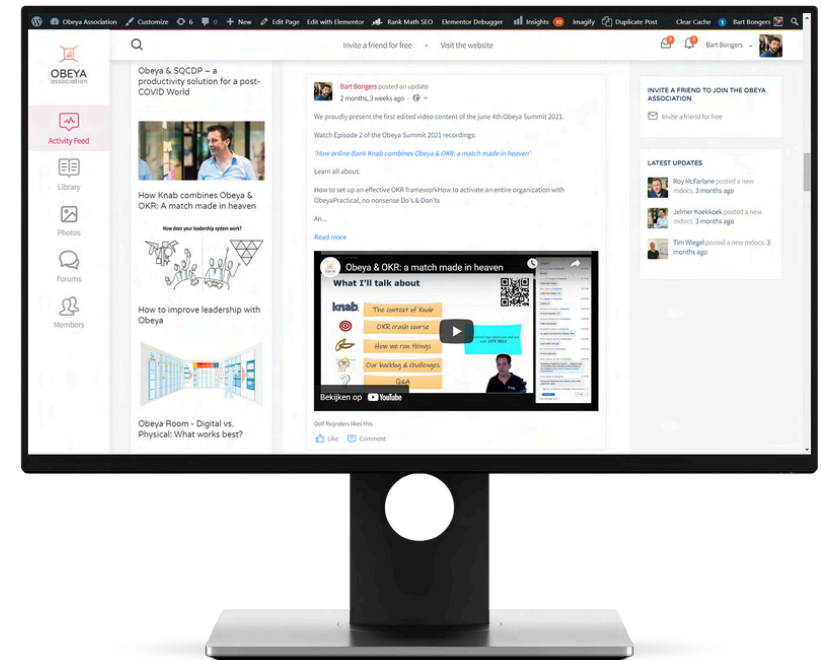 Obeya Association Customize 6 0 New Edit Page Edit with Elementor Rank Math SEO Elementor Debugger Insights Imagify Duplicate Post Clear Cache 1 Bart Bongers
OBEYA
association
Invite a friend for free • Visit the website
Bart Bongers
Activity Feed
Library
Photos
Forums
Members
Obeya & SQCDP – a
productivity solution for a post-
COVID World
How Knab combines Obeya &
OKR: A match made in heaven
How does your leadership system work?
How to improve leadership with
Obeya
Obeya Room - Digital vs.
Physical: What works best?
Bart Bongers posted an update
2 months, 3 weeks ago
We proudly present the first edited video content of the june 4th Obeya Summit 2021.
Watch Episode 2 of the Obeya Summit 2021 recordings:
'How online Bank Knab combines Obeya & OKR: a match made in heaven'
Learn all about:
How to set up an effective OKR frameworkHow to activate an entire organization with
ObeyaPractical, no nonsense Do's & Don'ts
An...
Read more
Obeya & OKR: a match made in heaven
What I'll talk about
knab.
The context of Knab
OKR crash course
How we run things
Our backlog & challenges
Q&A
Bekijken op YouTube
Dolf Reijnders likes this
Like Comment
INVITE A FRIEND TO JOIN THE OBEYA
ASSOCIATION
Invite a friend for free
LATEST UPDATES
Roy McFarlane posted a new
mdocs. 3 months ago
Jelmer Koekkoek posted a new
mdocs. 3 months ago
Tim Wiegel posted a new mdocs. 3
months ago